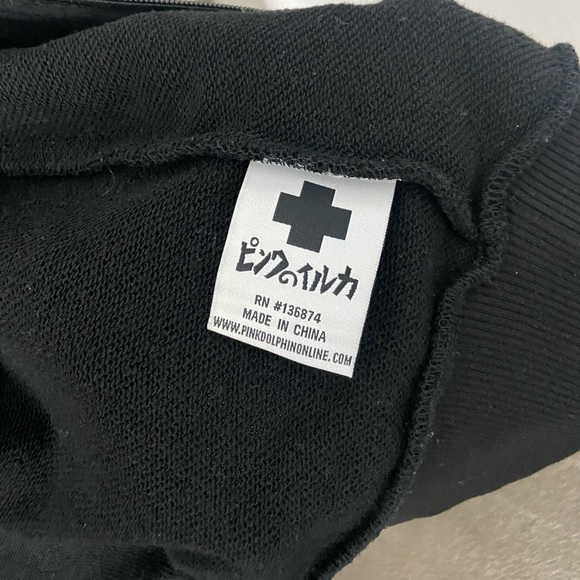 ピンクのイルカ
RN #136874
MADE IN CHINA
WWW.PINKDOLPHINONLINE.COM